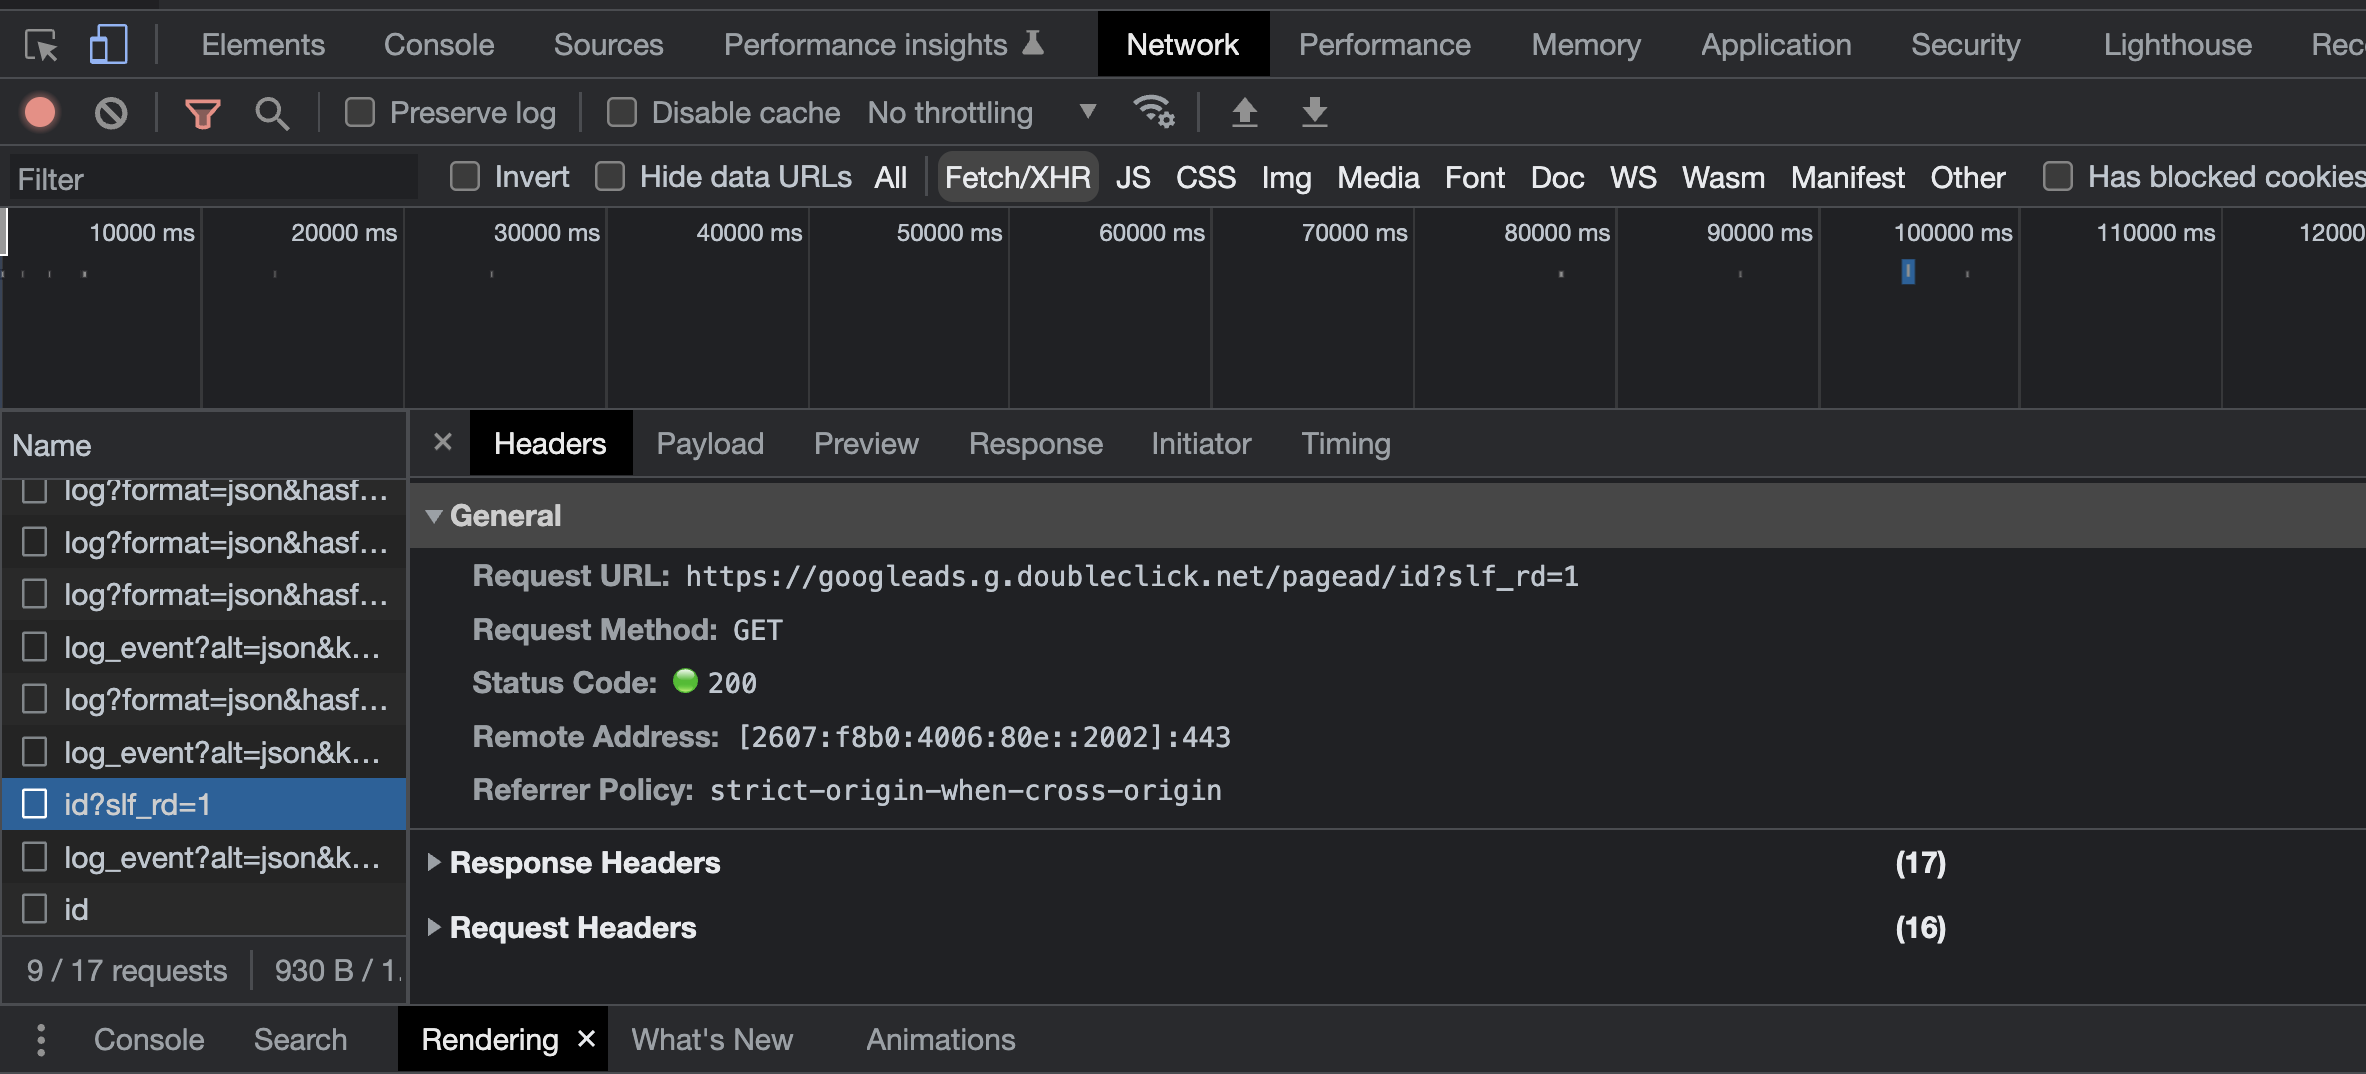 Elements Console Sources Performance insights Network Performance Memory Application Security Lighthouse Rec
Preserve log Disable cache No throttling
Filter Invert Hide data URLs All Fetch/XHR JS CSS Img Media Font Doc WS Wasm Manifest Other Has blocked cookies
10000 ms 20000 ms 30000 ms 40000 ms 50000 ms 60000 ms 70000 ms 80000 ms 90000 ms 100000 ms 110000 ms 12000
Name
log?format=json&hasf…
log?format=json&hasf…
log?format=json&hasf…
log_event?alt=json&k…
log?format=json&hasf…
log_event?alt=json&k…
id?slf_rd=1
log_event?alt=json&k…
id
9 / 17 requests 930 B / 1.
× Headers Payload Preview Response Initiator Timing
General
Request URL: https://googleads.g.doubleclick.net/pagead/id?slf_rd=1
Request Method: GET
Status Code: 200
Remote Address: [2607:f8b0:4006:80e::2002]:443
Referrer Policy: strict-origin-when-cross-origin
Response Headers (17)
Request Headers (16)
Console Search Rendering × What's New Animations